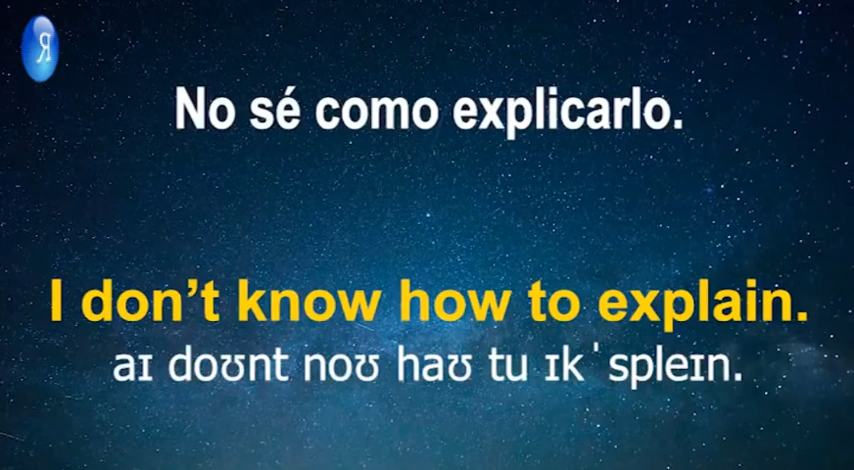 No sé como explicarlo.
I don’t know how to explain.
aɪ doʊnt noʊ haʊ tu ɪkˈspleɪn.